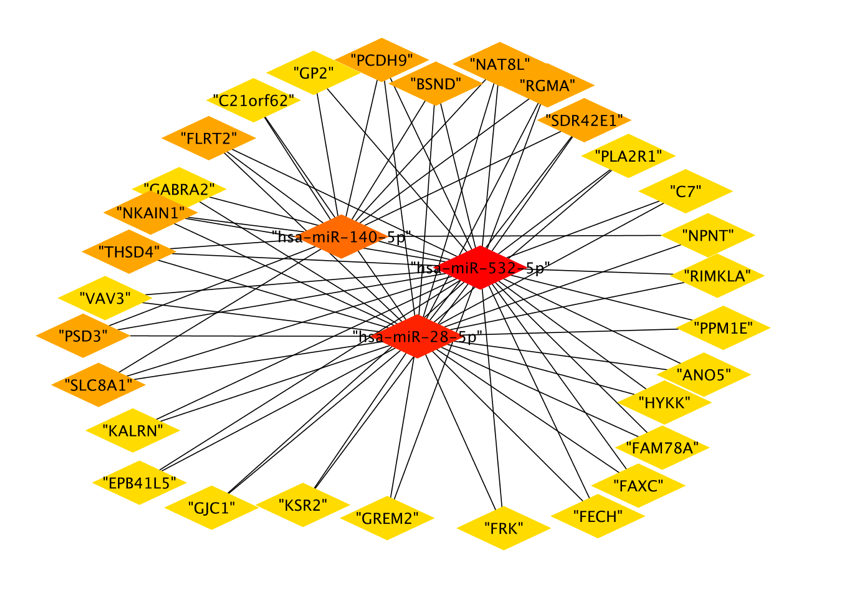 "PCDH9"
"NAT8L"
"GP2"
"BSND"
"RGMA"
"C21orf62"
"SDR42E1"
"FLRT2"
"PLA2R1"
"GABRA2"
"C7"
"NKAIN1"
"hsa-miR-140-5p"
"NPNT"
"THSD4"
"hsa-miR-532-5p"
"RIMKLA"
"VAV3"
"PPM1E"
"PSD3"
"hsa-miR-28-5p"
"ANO5"
"SLC8A1"
"HYKK"
"KALRN"
"FAM78A"
"EPB41L5"
"FAXC"
"GJC1"
"KSR2"
"GREM2"
"FECH"
"FRK"